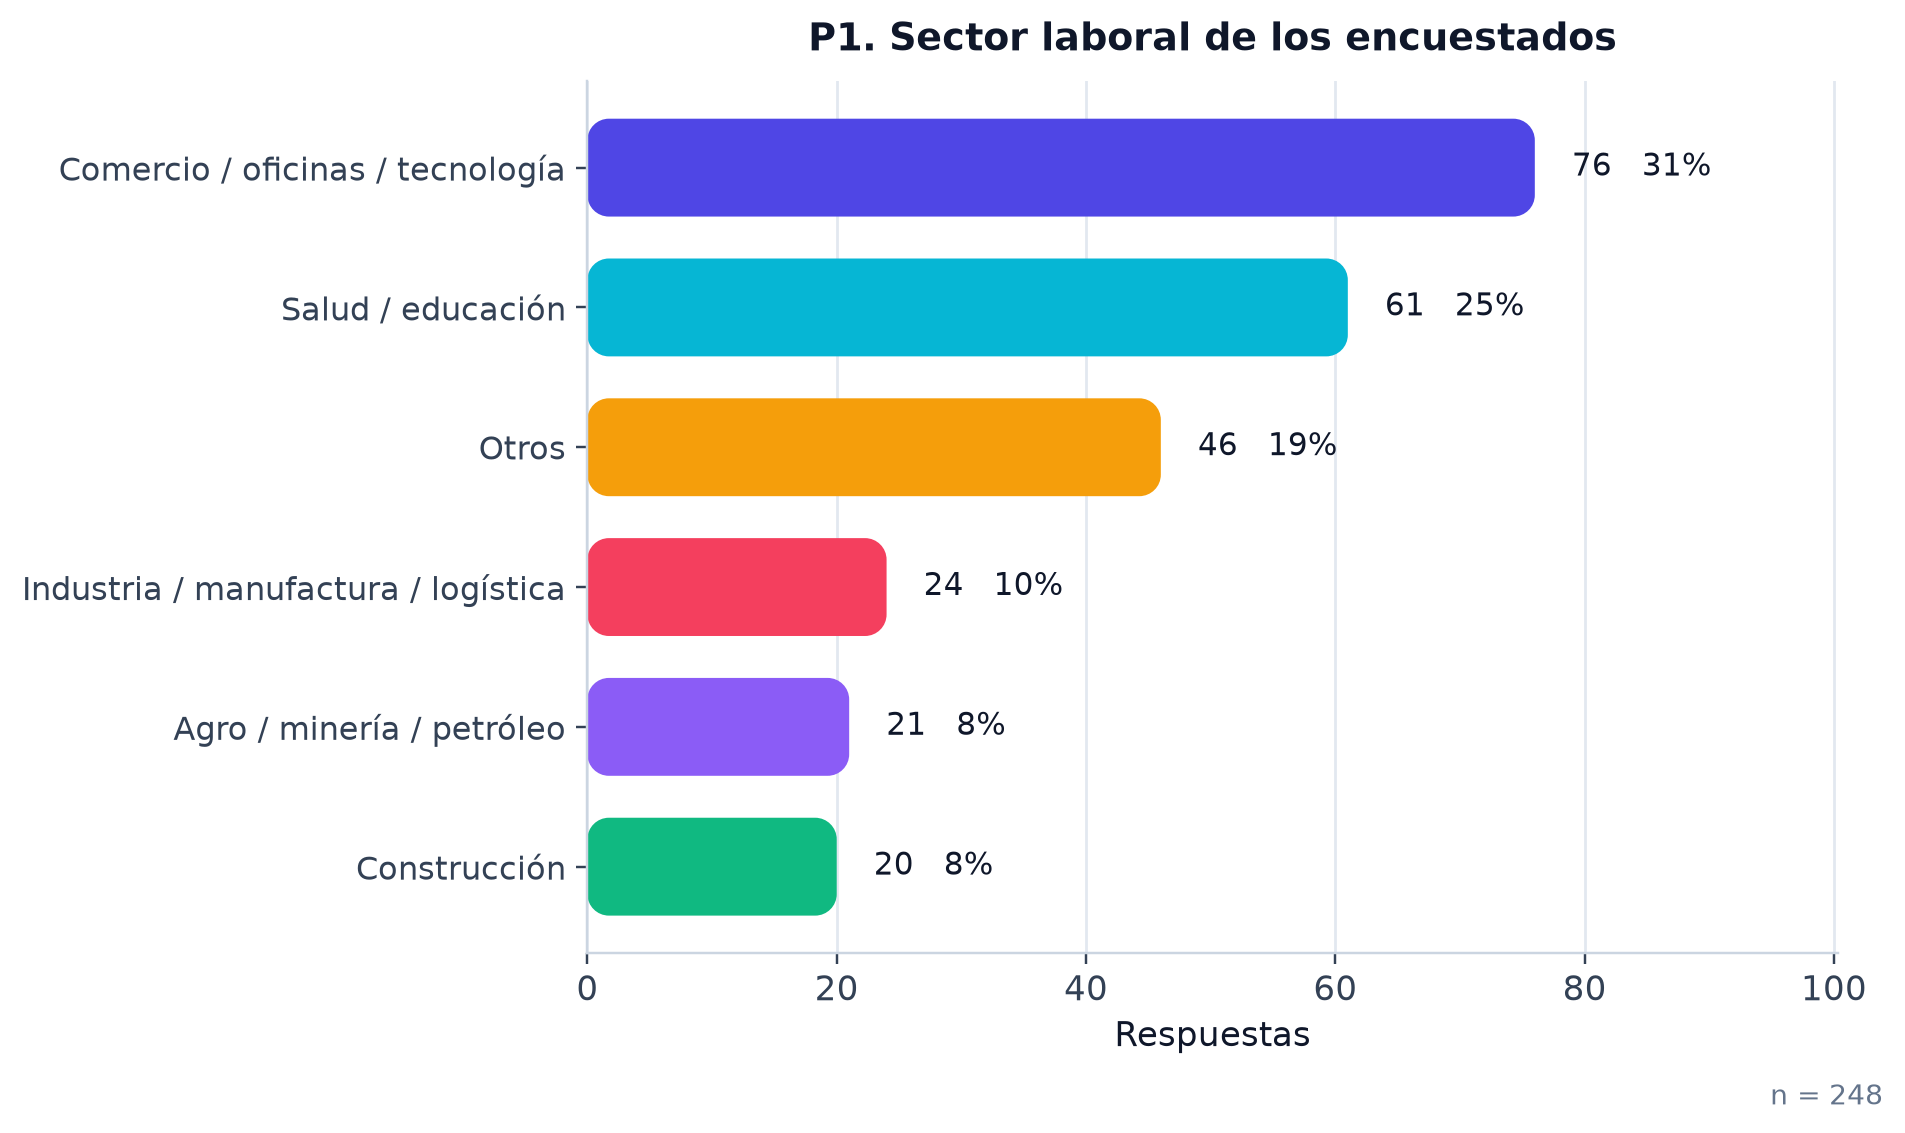 P1. Sector laboral de los encuestados
Comercio / oficinas / tecnología 76 31%
Salud / educación 61 25%
Otros 46 19%
Industria / manufactura / logística 24 10%
Agro / minería / petróleo 21 8%
Construcción 20 8%
0 20 40 60 80 100
Respuestas
n = 248